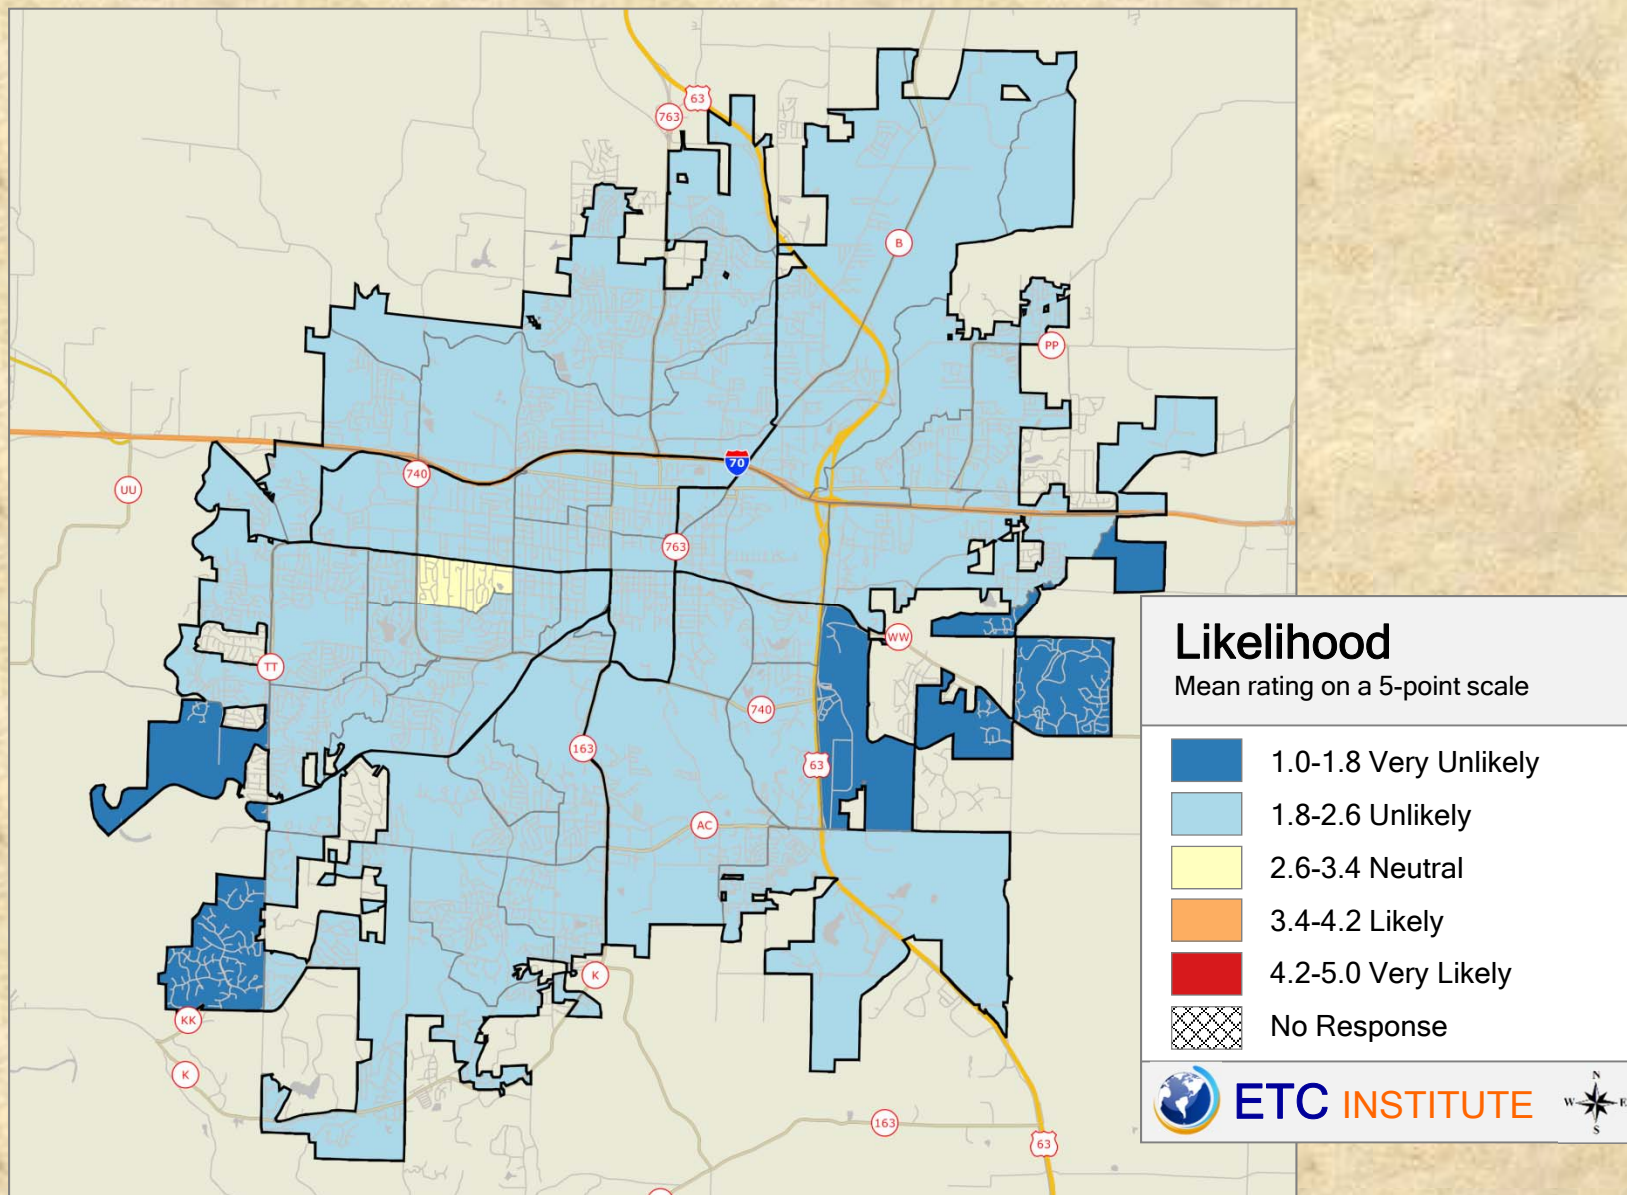 63
763
B
PP
70
740
UU
763
WW
TT
740
163
63
AC
K
KK
K
163
63
Likelihood
Mean rating on a 5-point scale
1.0-1.8 Very Unlikely
1.8-2.6 Unlikely
2.6-3.4 Neutral
3.4-4.2 Likely
4.2-5.0 Very Likely
No Response
ETC INSTITUTE
N
W E
S